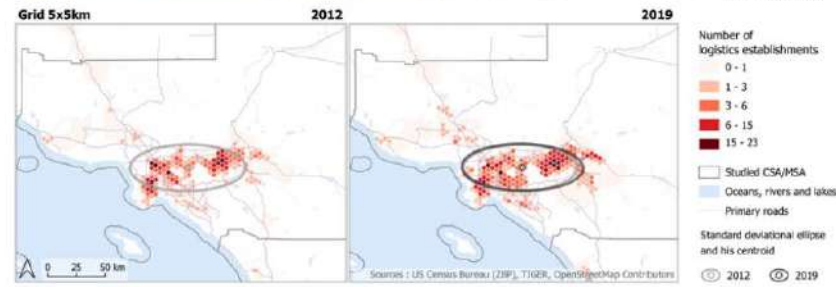 Grid 5x5km 2012
2019
Number of
logistics establishments
0 - 1
1 - 3
3 - 6
6 - 15
15 - 23
Studied CSA/MSA
Oceans, rivers and lakes
Primary roads
Standard deviational ellipse
and his centroid
2012 2019
0 25 50 km
Sources : US Census Bureau (ZBP), TIGER, OpenStreetMap Contributors